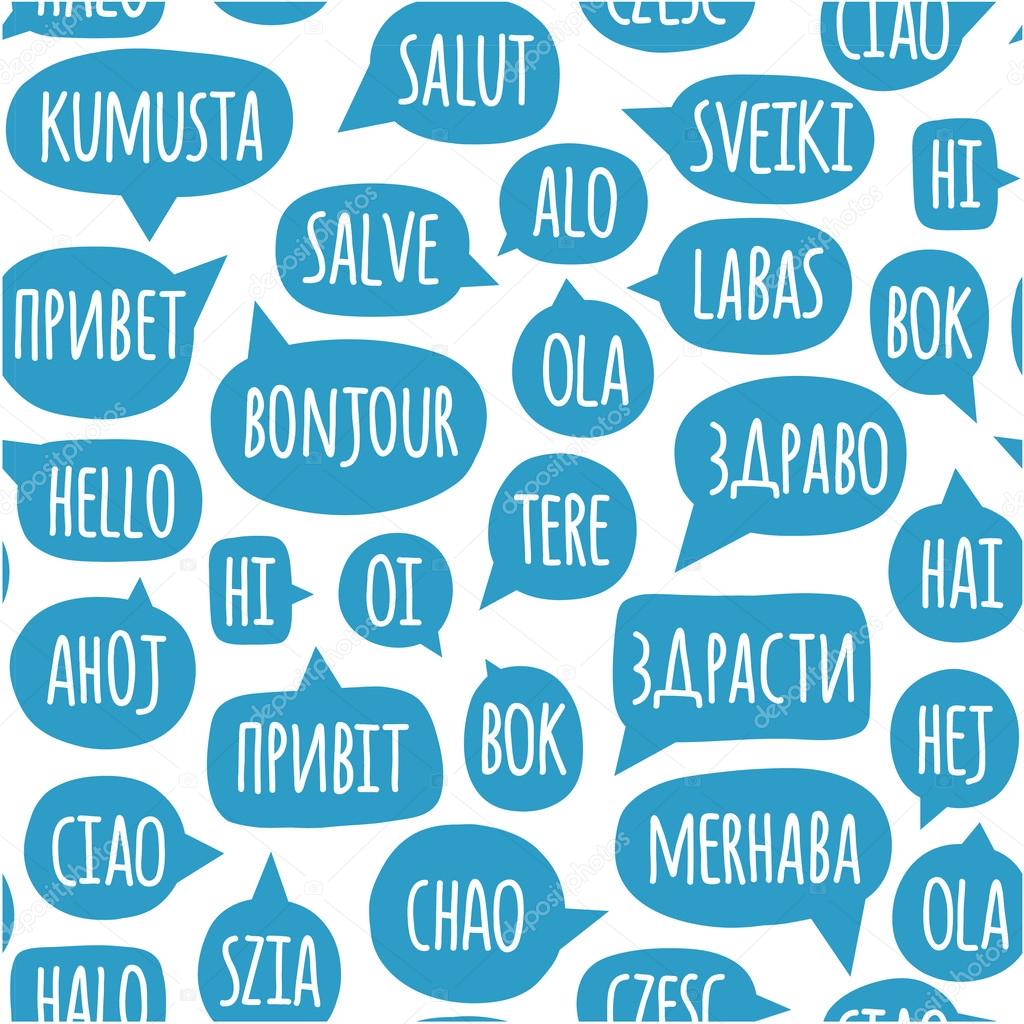 HALO
CZESC
CIAO
SALUT
KUMUSTA
SVEIKI
HI
ALO
SALVE
LABAS
ПРИВЕТ
BOK
OLA
BONJOUR
ЗДРАВО
HELLO
TERE
HAI
HI
OI
AHOJ
ЗДРАСТИ
ПРИВІТ
BOK
HEJ
CIAO
MERHABA
CHAO
OLA
SZIA
HALO
CZESC
CIAO